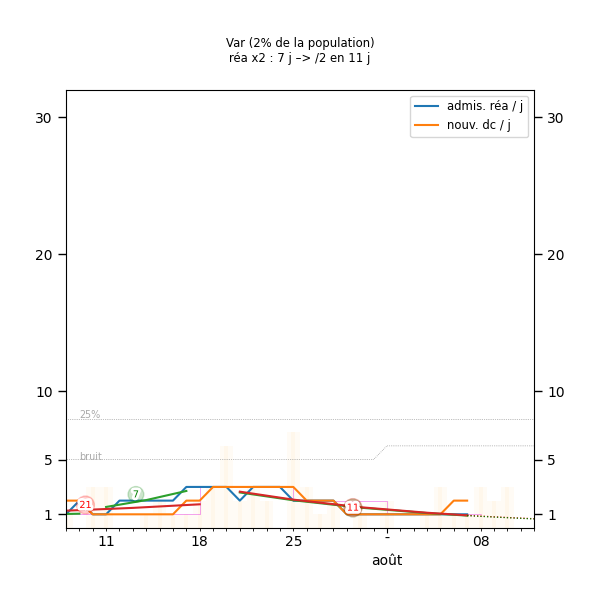 Var (2% de la population)
réa x2 : 7 j –> /2 en 11 j
admis. réa / j
nouv. dc / j
30 30
20 20
10 10
25%
5 bruit 5
7
21 11
1 1
11 18 25 - 08
août